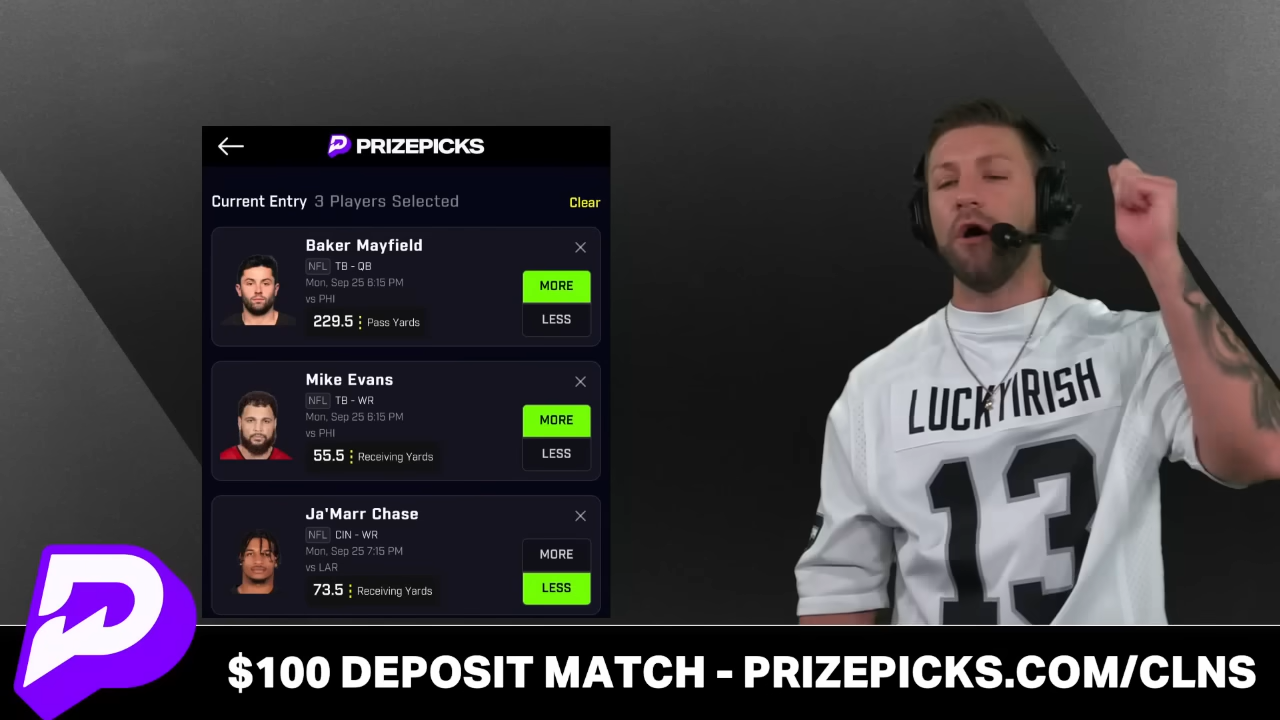 PRIZEPICKS
Current Entry 3 Players Selected Clear
Baker Mayfield
NFL TB - QB
Mon, Sep 25 6:15 PM
vs PHI
229.5 Pass Yards
MORE
LESS
Mike Evans
NFL TB - WR
Mon, Sep 25 6:15 PM
vs PHI
55.5 Receiving Yards
MORE
LESS
Ja'Marr Chase
NFL CIN - WR
Mon, Sep 25 7:15 PM
vs LAR
73.5 Receiving Yards
MORE
LESS
LUCKYIRISH
13
$100 DEPOSIT MATCH - PRIZEPICKS.COM/CLNS